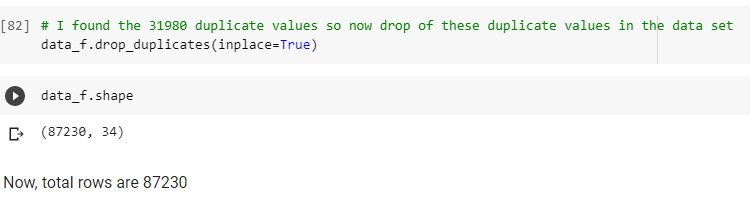 [82] # I found the 31980 duplicate values so now drop of these duplicate values in the data set
data_f.drop_duplicates(inplace=True)
data_f.shape
(87230, 34)
Now, total rows are 87230